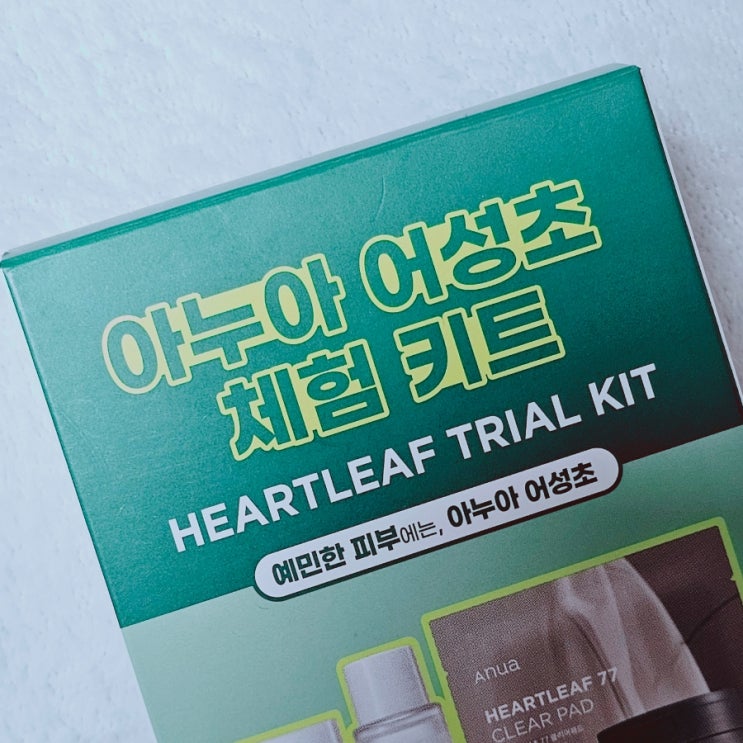 아누아 어성초
체험 키트
HEARTLEAF TRIAL KIT
예민한 피부에는, 아누아 어성초
Anua
HEARTLEAF 77
CLEAR PAD